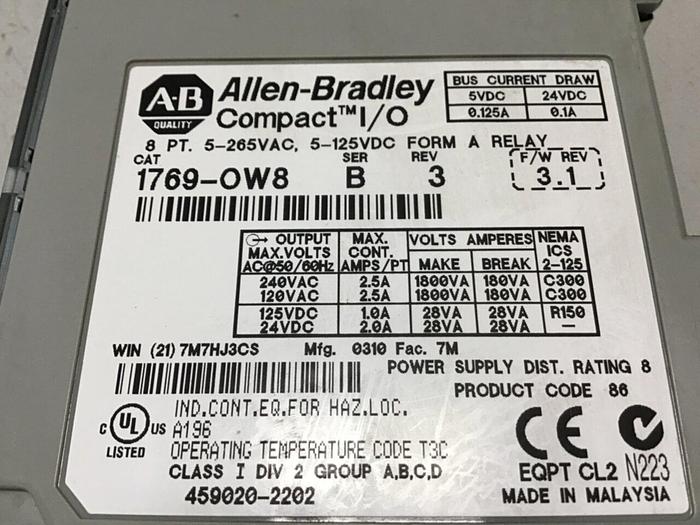 A-B
QUALITY
Allen-Bradley
Compact™ I/O
BUS CURRENT DRAW
5VDC 24VDC
0.125A 0.1A
8 PT. 5-265VAC, 5-125VDC FORM A RELAY
CAT SER REV F/W REV
1769-OW8 B 3 3.1
OUTPUT MAX. VOLTS AC@50/60Hz
MAX. CONT. AMPS/PT
VOLTS AMPERES
MAKE BREAK
NEMA ICS 2-125
240VAC 2.5A 1800VA 180VA C300
120VAC 2.5A 1800VA 180VA C300
125VDC 1.0A 28VA 28VA R150
24VDC 2.0A 28VA 28VA —
WIN (21) 7M7HJ3CS Mfg. 0310 Fac. 7M
POWER SUPPLY DIST. RATING 8
PRODUCT CODE 86
C UL US
LISTED
IND.CONT.EQ.FOR HAZ.LOC.
A196
OPERATING TEMPERATURE CODE T3C
CLASS I DIV 2 GROUP A,B,C,D
459020-2202
CE
EQPT CL2 N223
MADE IN MALAYSIA